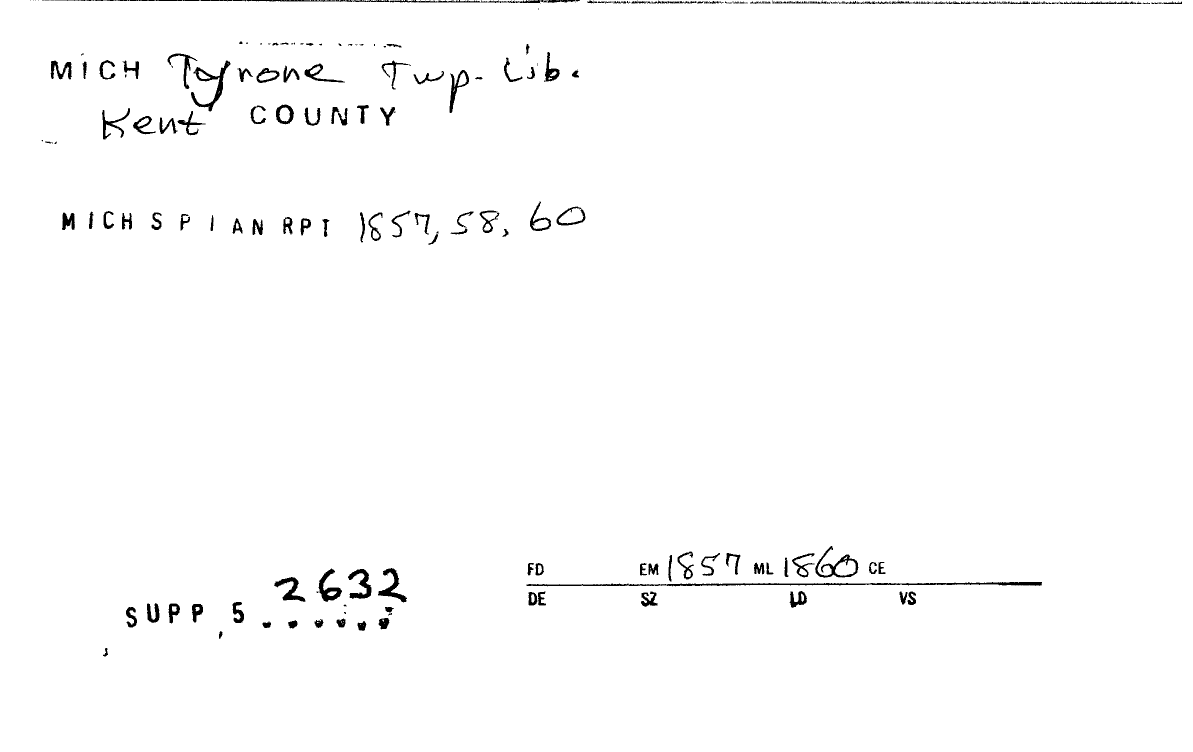 MICH Tyrone Twp. Lib.
Kent COUNTY
MICH S P I AN RPT 1857, 58, 60
2632
SUPP, 5 . . . . . .
FD EM 1857 ML 1860 CE
DE SZ LD VS